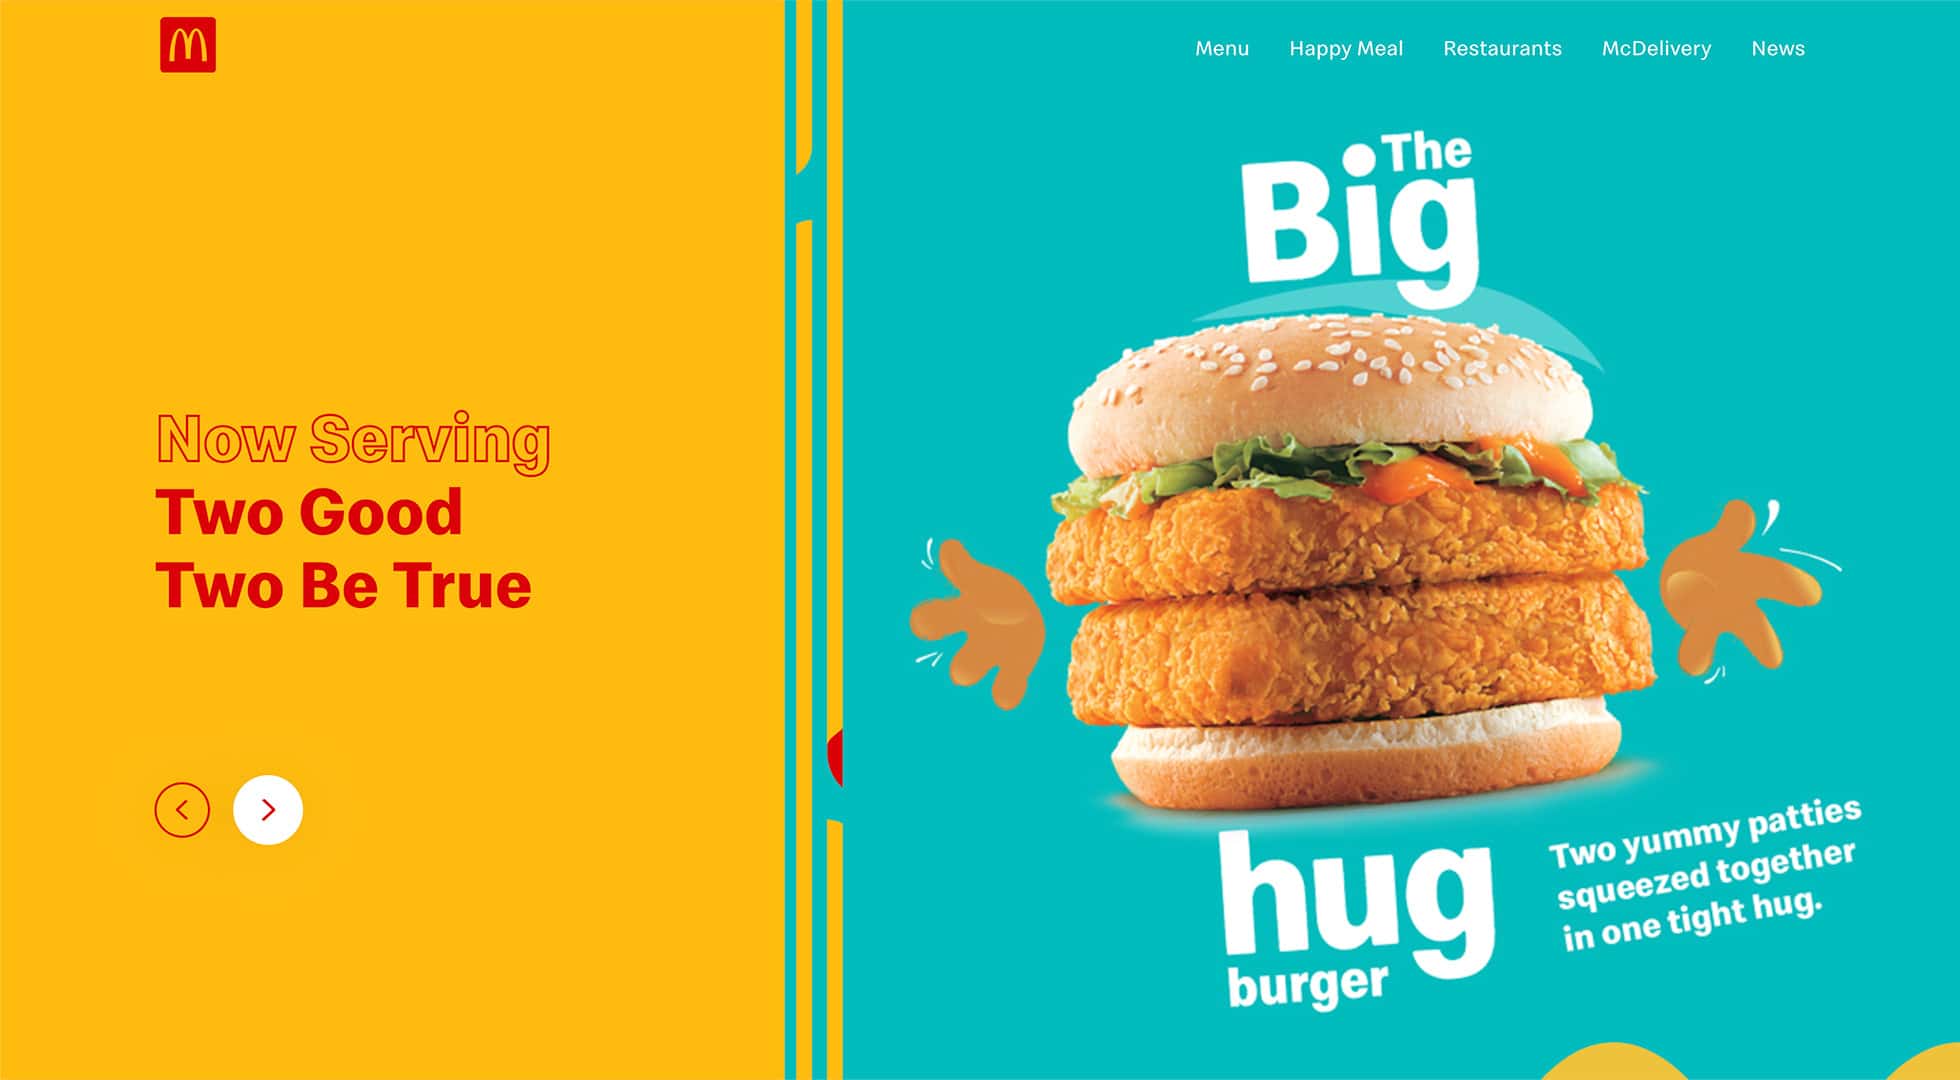 Menu Happy Meal Restaurants McDelivery News
Now Serving
Two Good
Two Be True
The
Big
hug
burger
Two yummy patties
squeezed together
in one tight hug.